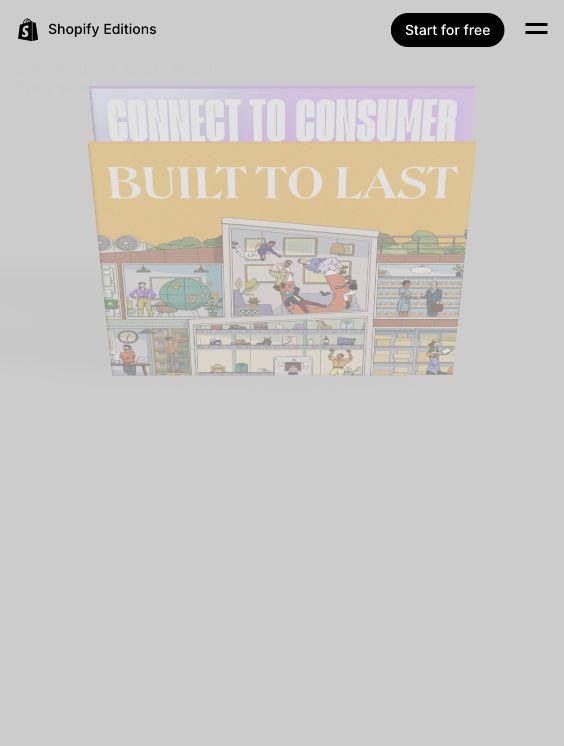 Shopify Editions
Start for free
CONNECT TO CONSUMER
BUILT TO LAST